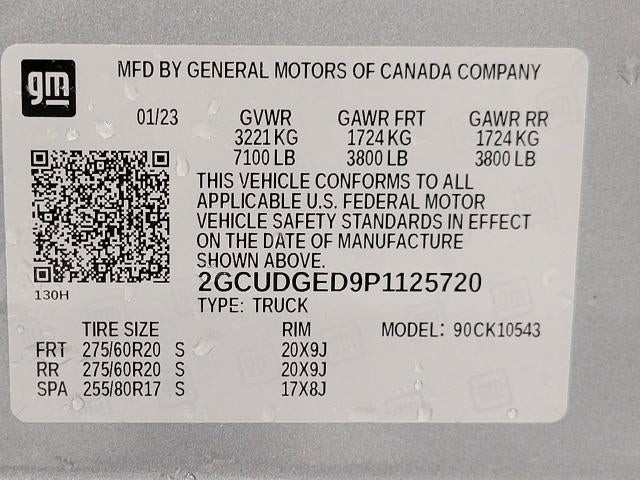 gm
MFD BY GENERAL MOTORS OF CANADA COMPANY
01/23 GVWR GAWR FRT GAWR RR
3221 KG 1724 KG 1724 KG
7100 LB 3800 LB 3800 LB
THIS VEHICLE CONFORMS TO ALL
APPLICABLE U.S. FEDERAL MOTOR
VEHICLE SAFETY STANDARDS IN EFFECT
ON THE DATE OF MANUFACTURE
SHOWN ABOVE.
2GCUDGED9P1125720
130H
TYPE: TRUCK
TIRE SIZE RIM MODEL: 90CK10543
FRT 275/60R20 S 20X9J
RR 275/60R20 S 20X9J
SPA 255/80R17 S 17X8J